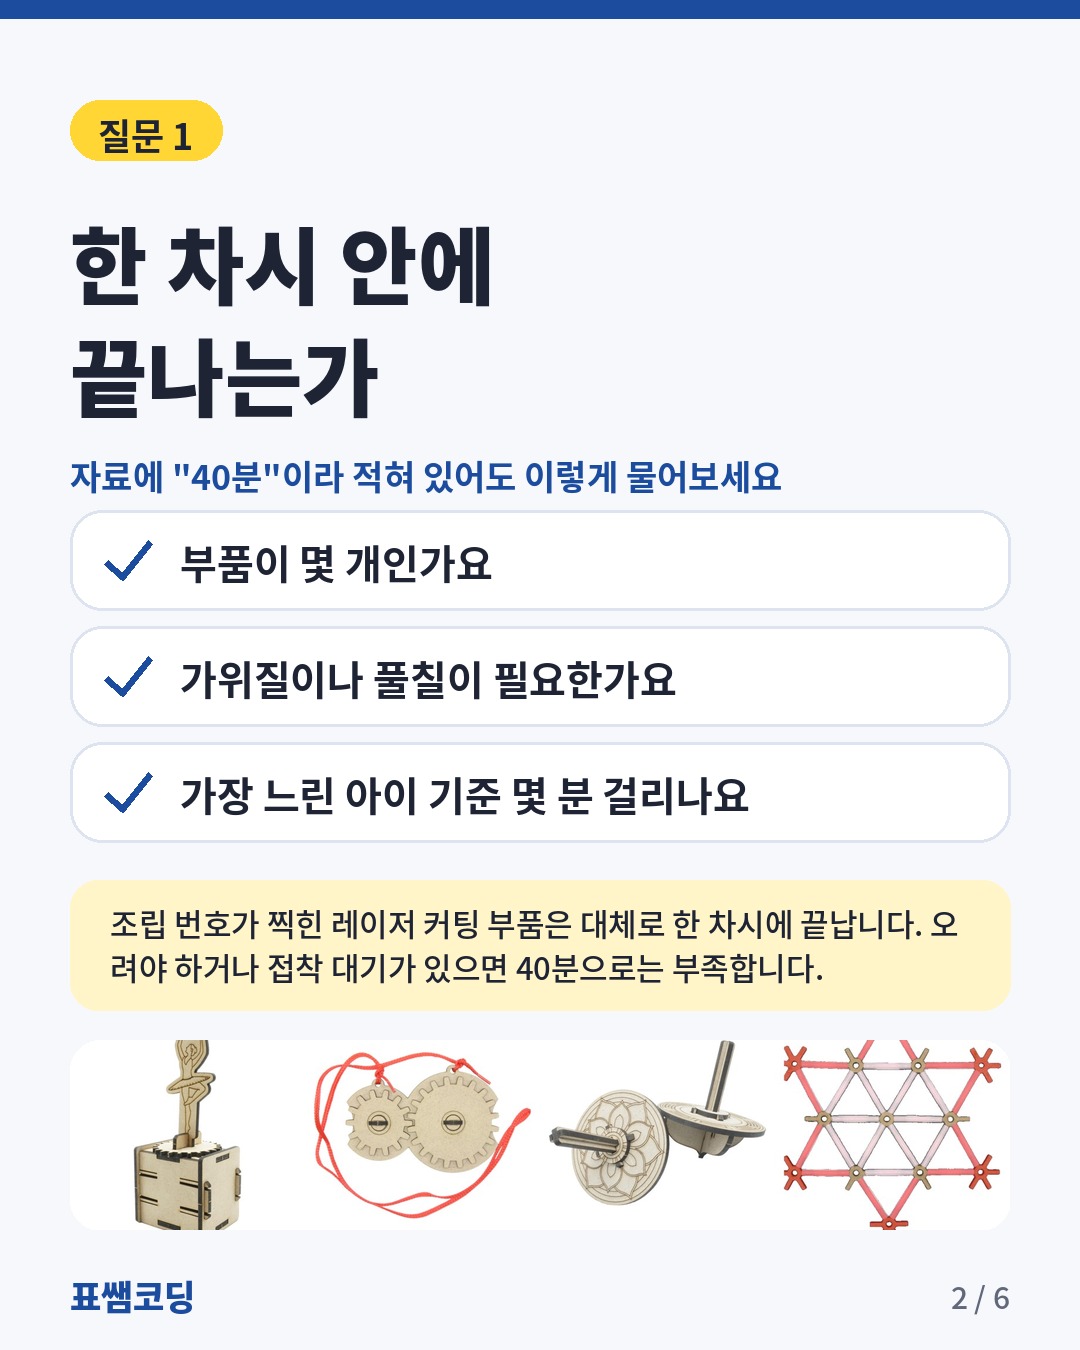 질문 1
한 차시 안에
끝나는가
자료에 "40분"이라 적혀 있어도 이렇게 물어보세요
부품이 몇 개인가요
가위질이나 풀칠이 필요한가요
가장 느린 아이 기준 몇 분 걸리나요
조립 번호가 찍힌 레이저 커팅 부품은 대체로 한 차시에 끝납니다. 오
려야 하거나 접착 대기가 있으면 40분으로는 부족합니다.
표쌤코딩
2 / 6